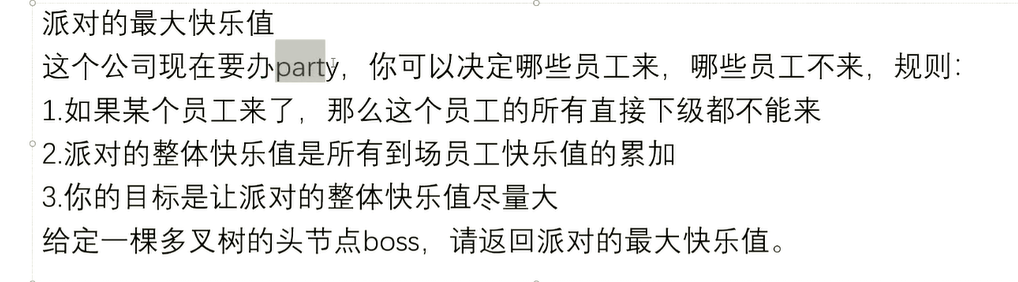 派对的最大快乐值
这个公司现在要办party，你可以决定哪些员工来，哪些员工不来，规则：
1.如果某个员工来了，那么这个员工的所有直接下级都不能来
2.派对的整体快乐值是所有到场员工快乐值的累加
3.你的目标是让派对的整体快乐值尽量大
给定一棵多叉树的头节点boss，请返回派对的最大快乐值。